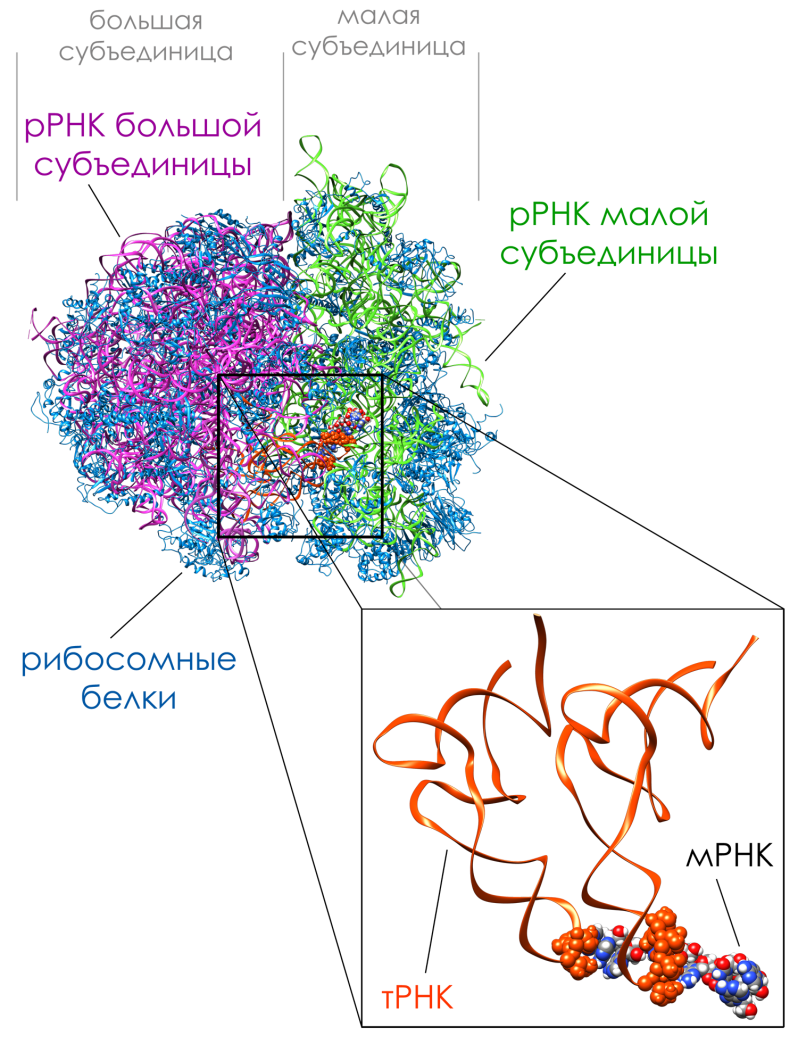 большая
субъединица
малая
субъединица
рРНК большой
субъединицы
рРНК малой
субъединицы
рибосомные
белки
мРНК
тРНК